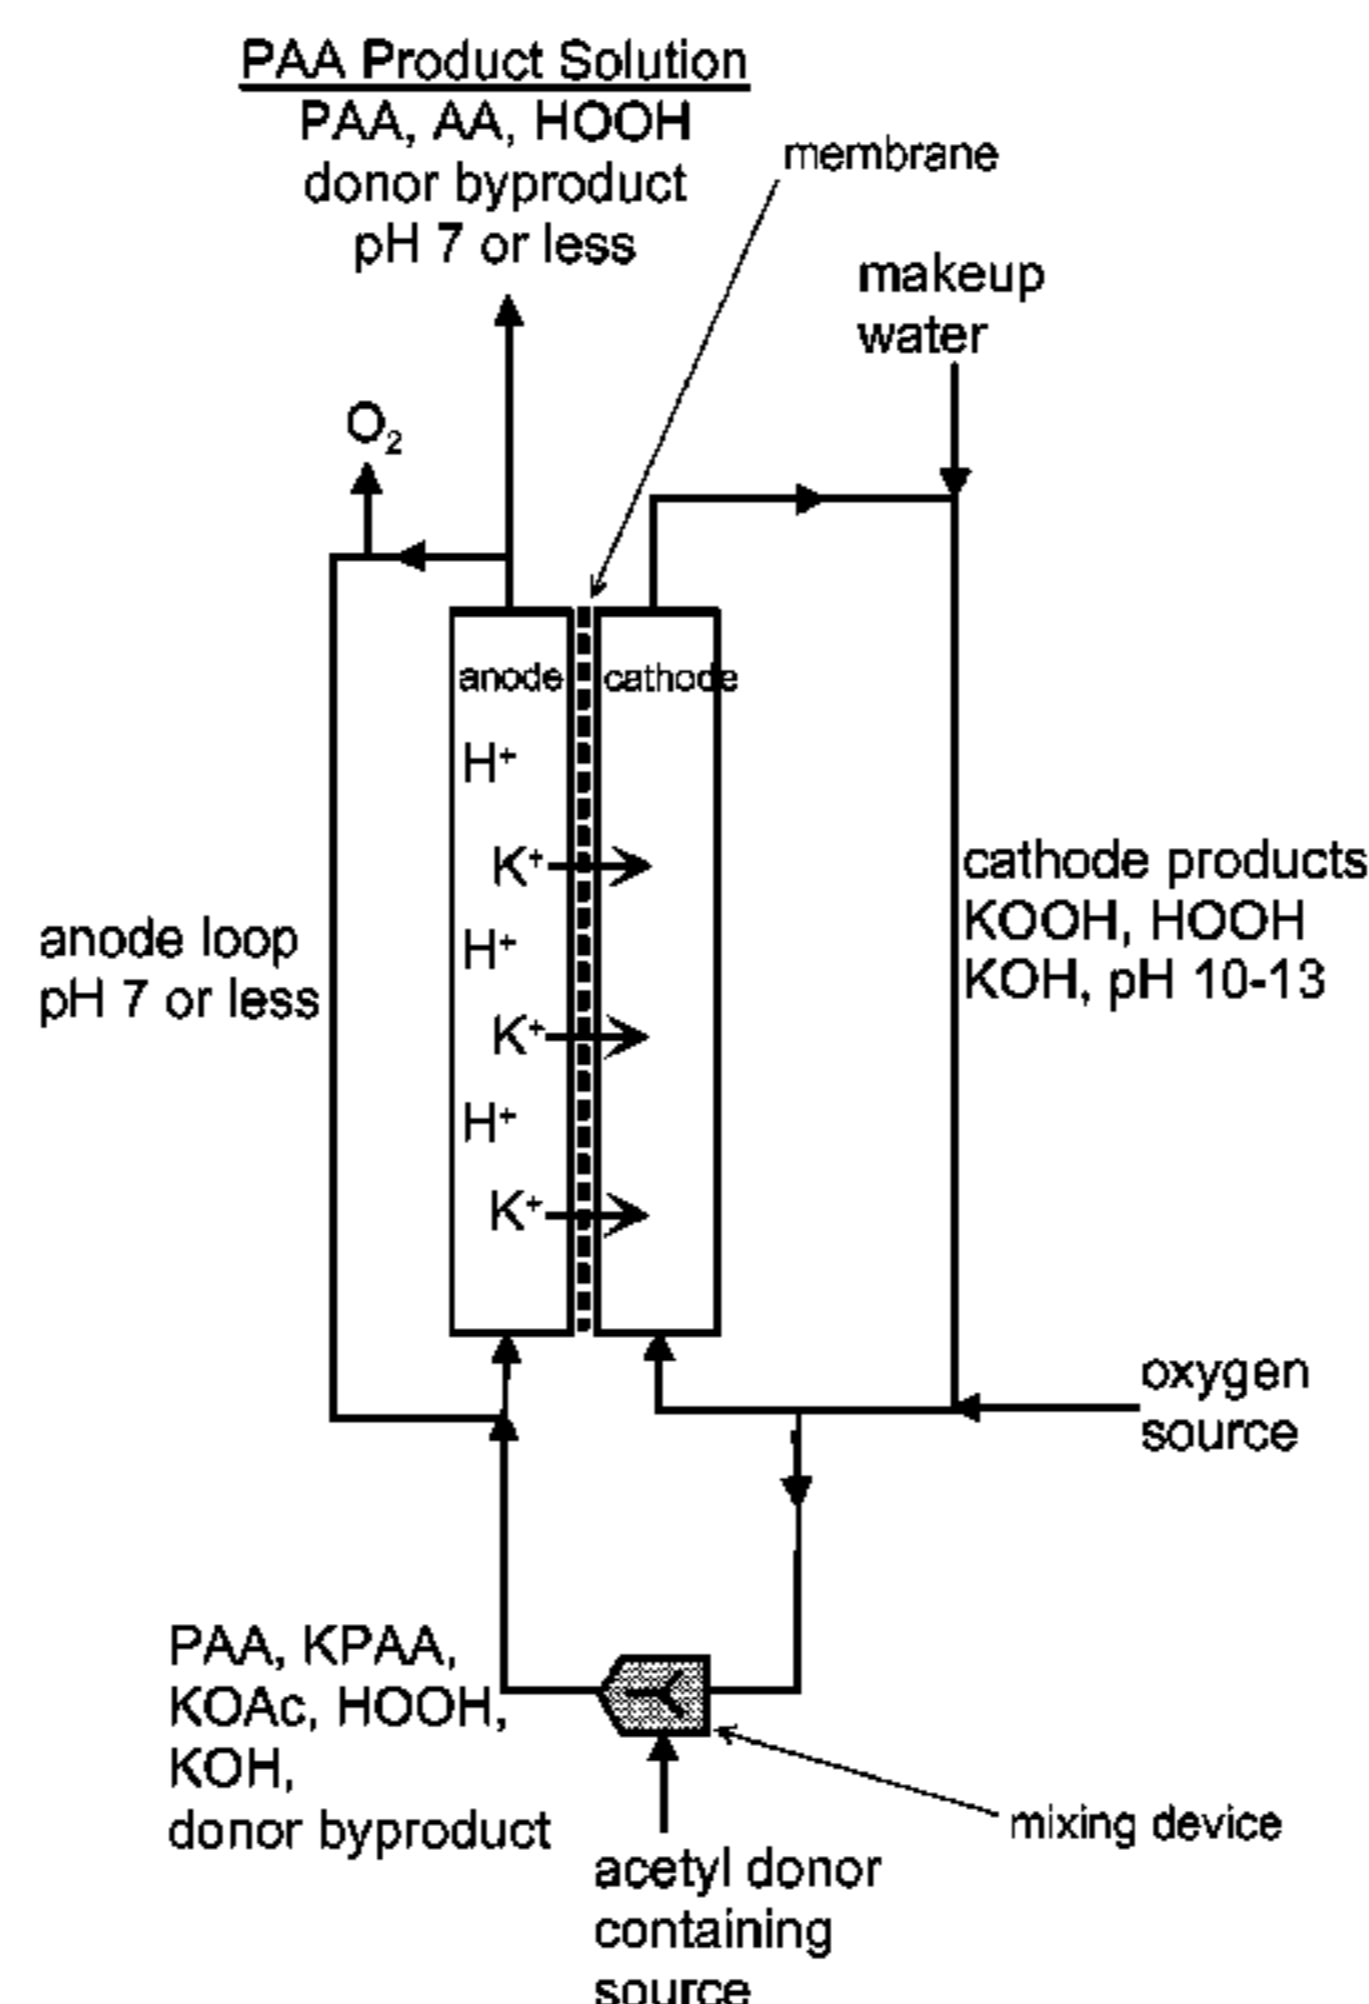 PAA Product Solution
PAA, AA, HOOH
donor byproduct
pH 7 or less
membrane
makeup
water
O₂
anode
cathode
H⁺
K⁺
H⁺
K⁺
H⁺
K⁺
anode loop
pH 7 or less
cathode products
KOOH, HOOH
KOH, pH 10-13
oxygen
source
PAA, KPAA,
KOAc, HOOH,
KOH,
donor byproduct
mixing device
acetyl donor
containing
source